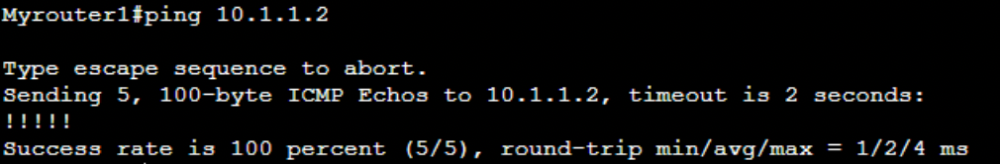 Myrouter1#ping 10.1.1.2
Type escape sequence to abort.
Sending 5, 100-byte ICMP Echos to 10.1.1.2, timeout is 2 seconds:
!!!!!
Success rate is 100 percent (5/5), round-trip min/avg/max = 1/2/4 ms